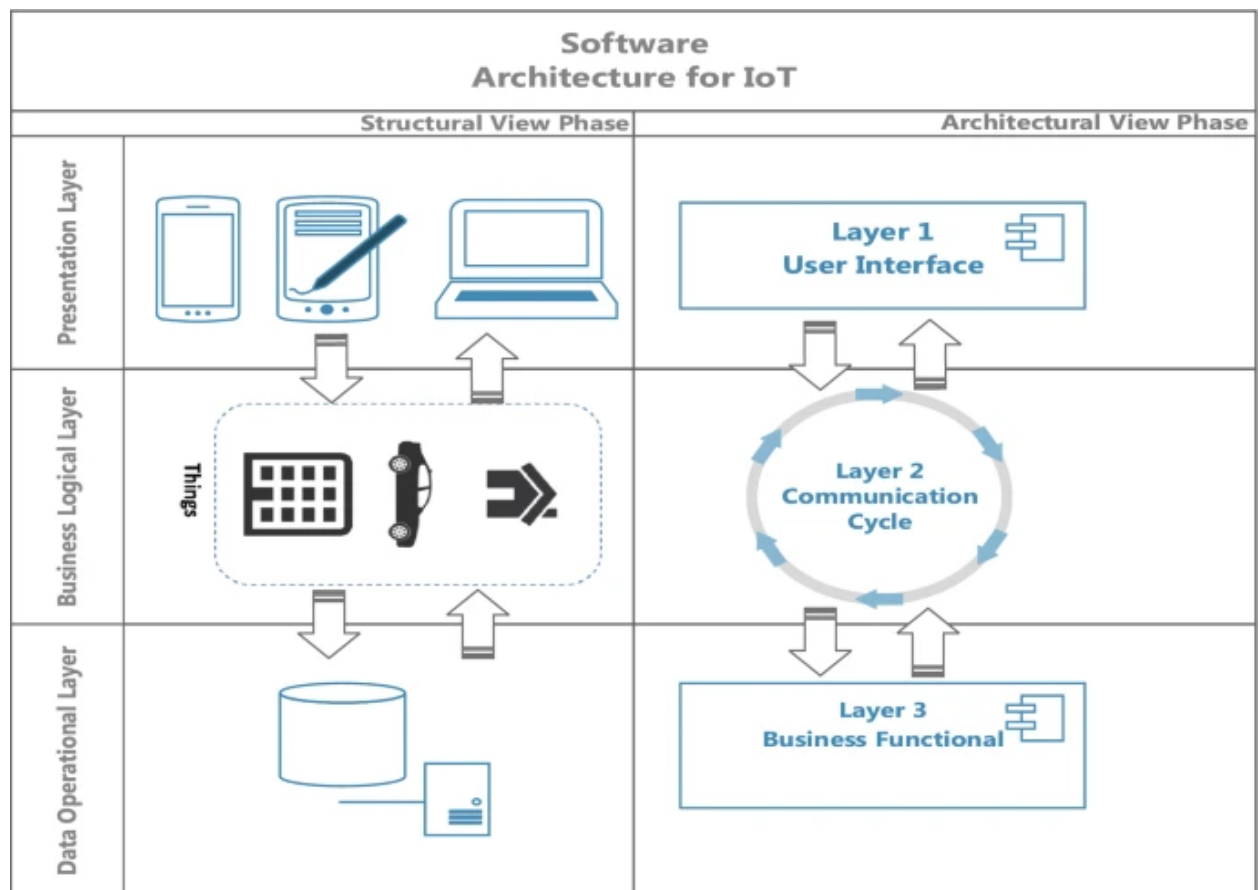 Software
Architecture for IoT
Structural View Phase
Architectural View Phase
Presentation Layer
Layer 1
User Interface
Business Logical Layer
Things
Layer 2
Communication
Cycle
Data Operational Layer
Layer 3
Business Functional